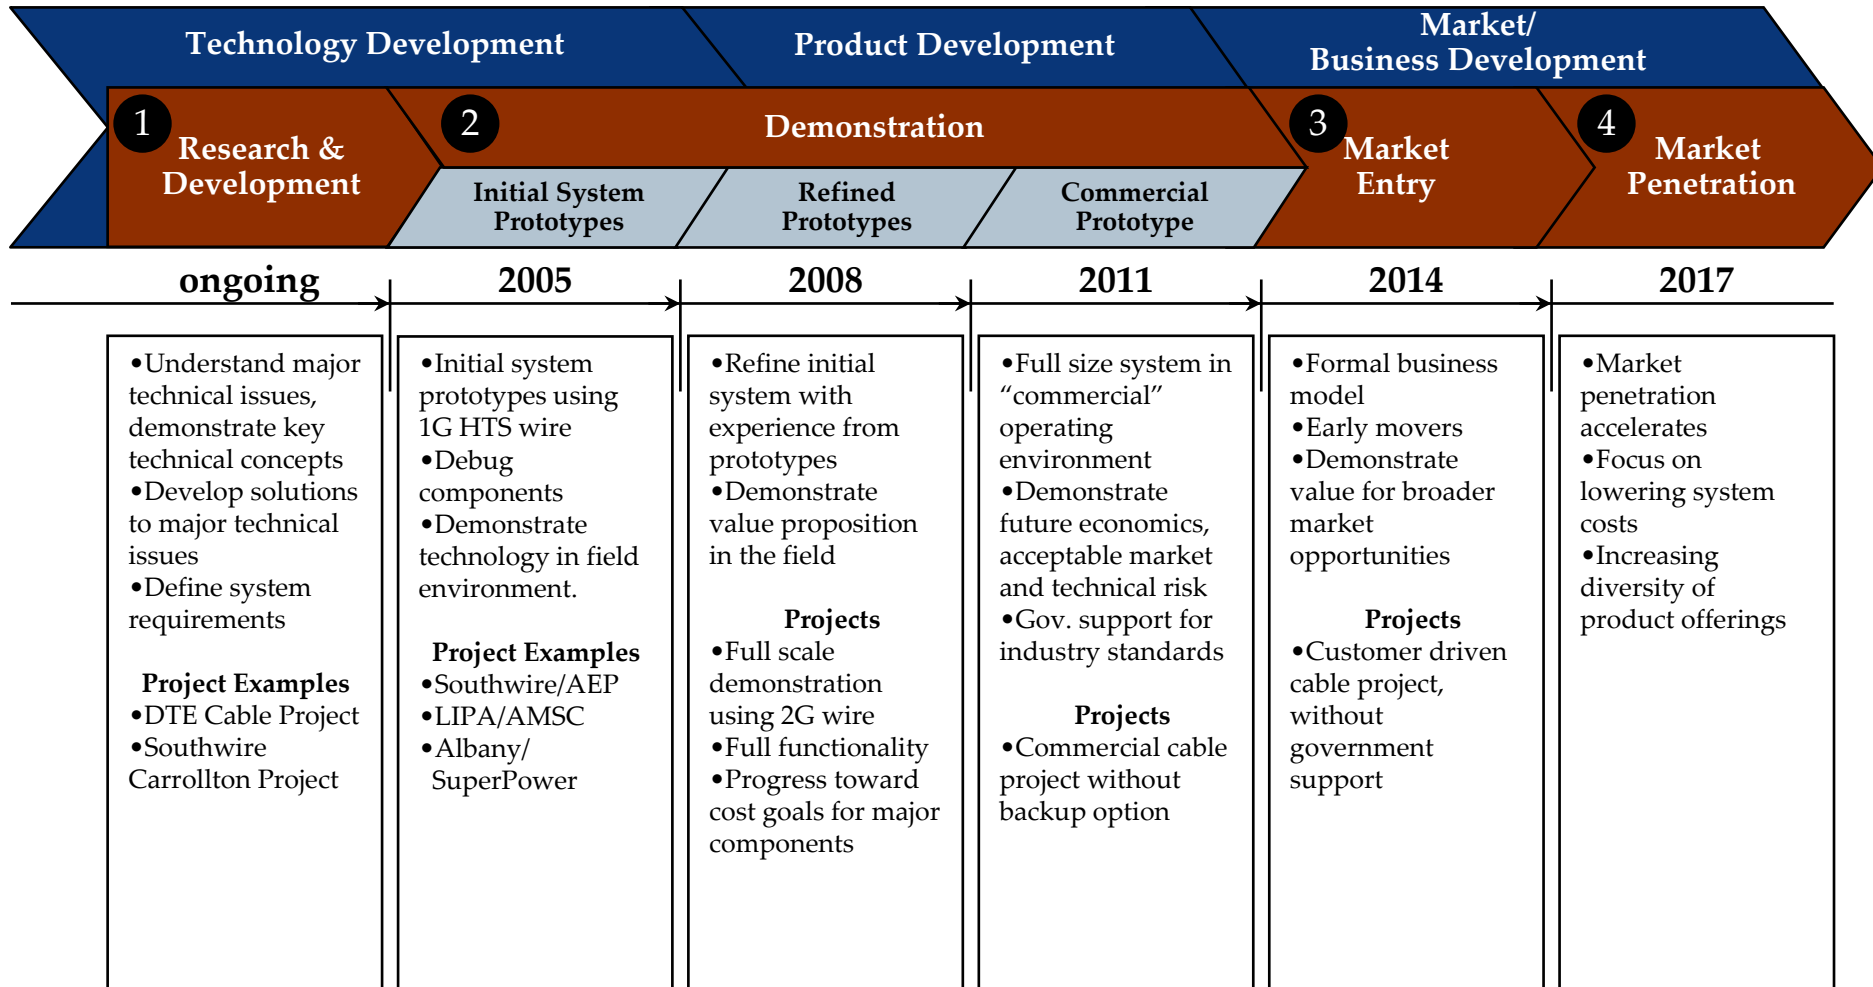 Technology Development
Product Development
Market/
Business Development
1
Research &
Development
2
Demonstration
3
Market
Entry
4
Market
Penetration
Initial System
Prototypes
Refined
Prototypes
Commercial
Prototype
ongoing
2005
2008
2011
2014
2017
•Understand major
technical issues,
demonstrate key
technical concepts
•Develop solutions
to major technical
issues
•Define system
requirements
Project Examples
•DTE Cable Project
•Southwire
Carrollton Project
•Initial system
prototypes using
1G HTS wire
•Debug
components
•Demonstrate
technology in field
environment.
Project Examples
•Southwire/AEP
•LIPA/AMSC
•Albany/
SuperPower
•Refine initial
system with
experience from
prototypes
•Demonstrate
value proposition
in the field
Projects
•Full scale
demonstration
using 2G wire
•Full functionality
•Progress toward
cost goals for major
components
•Full size system in
“commercial”
operating
environment
•Demonstrate
future economics,
acceptable market
and technical risk
•Gov. support for
industry standards
Projects
•Commercial cable
project without
backup option
•Formal business
model
•Early movers
•Demonstrate
value for broader
market
opportunities
Projects
•Customer driven
cable project,
without
government
support
•Market
penetration
accelerates
•Focus on
lowering system
costs
•Increasing
diversity of
product offerings